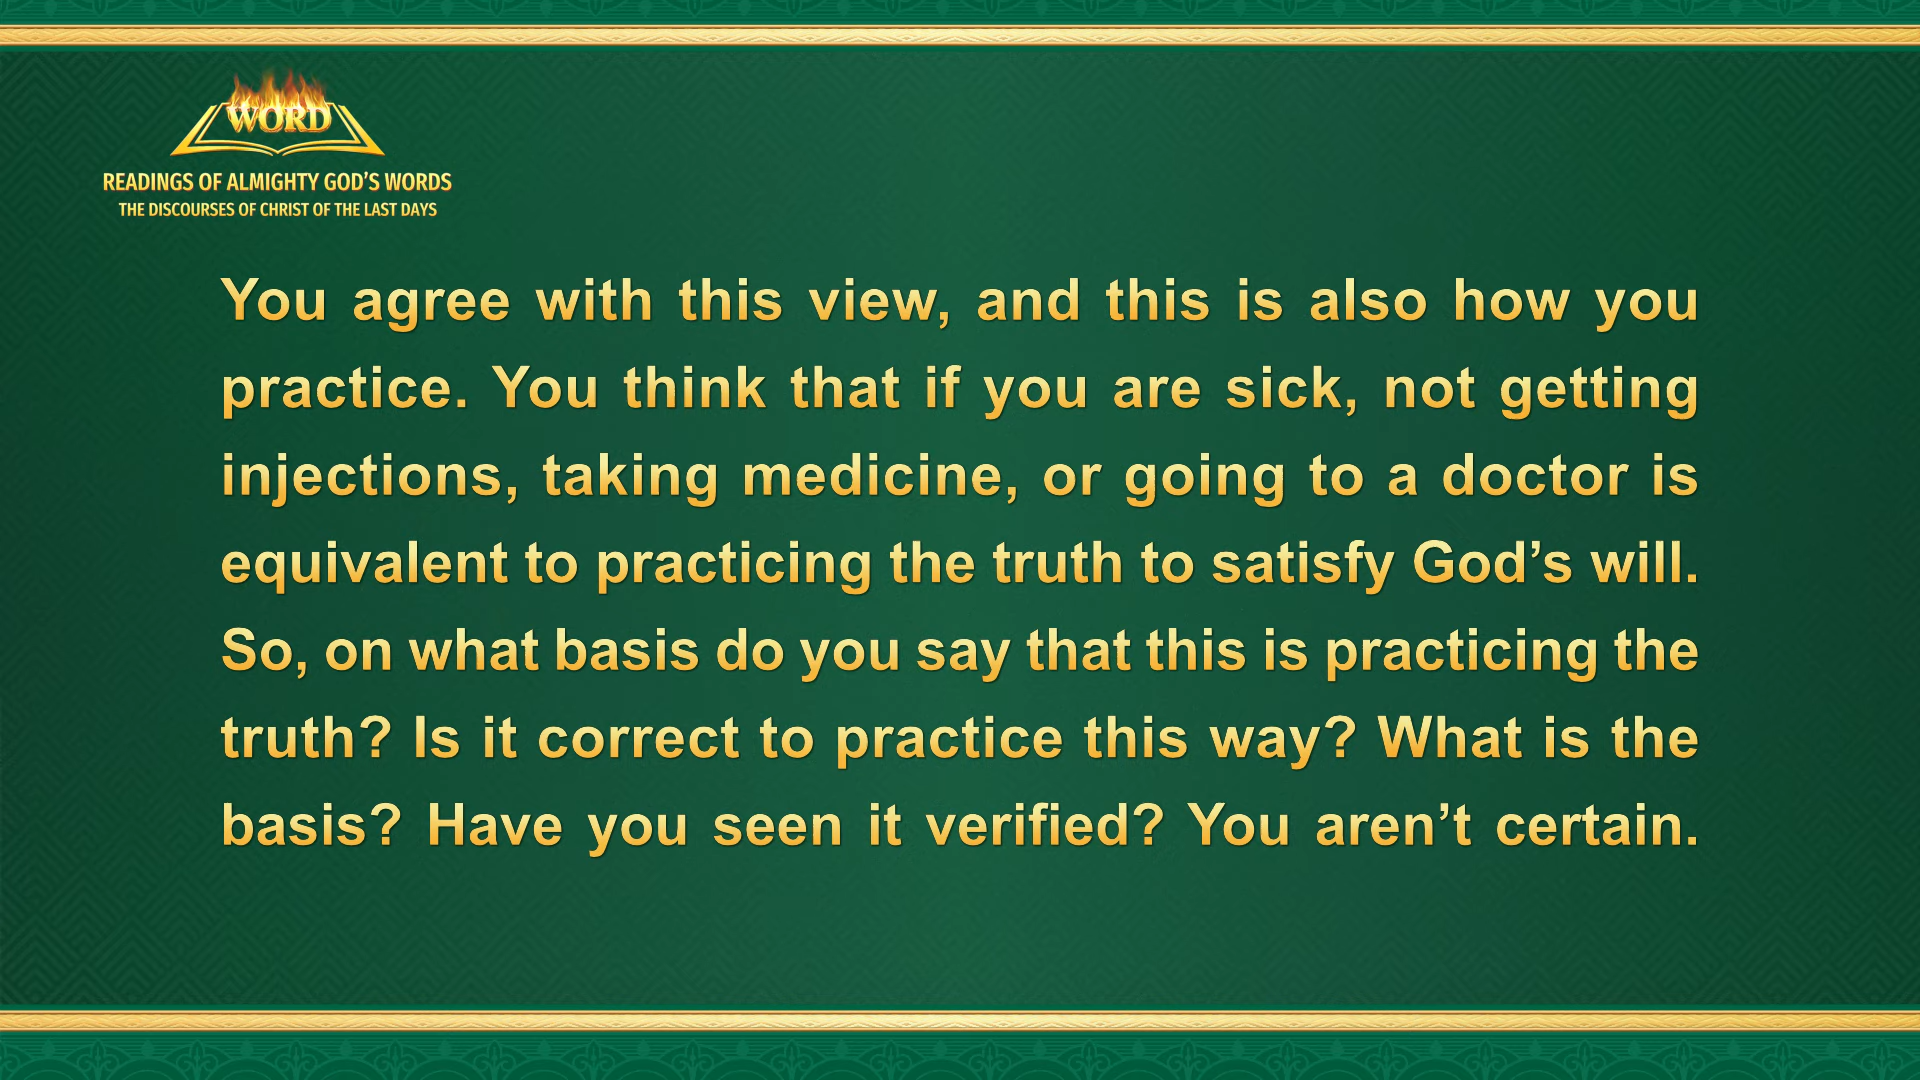 WORD
READINGS OF ALMIGHTY GOD’S WORDS
THE DISCOURSES OF CHRIST OF THE LAST DAYS
You agree with this view, and this is also how you
practice. You think that if you are sick, not getting
injections, taking medicine, or going to a doctor is
equivalent to practicing the truth to satisfy God’s will.
So, on what basis do you say that this is practicing the
truth? Is it correct to practice this way? What is the
basis? Have you seen it verified? You aren’t certain.